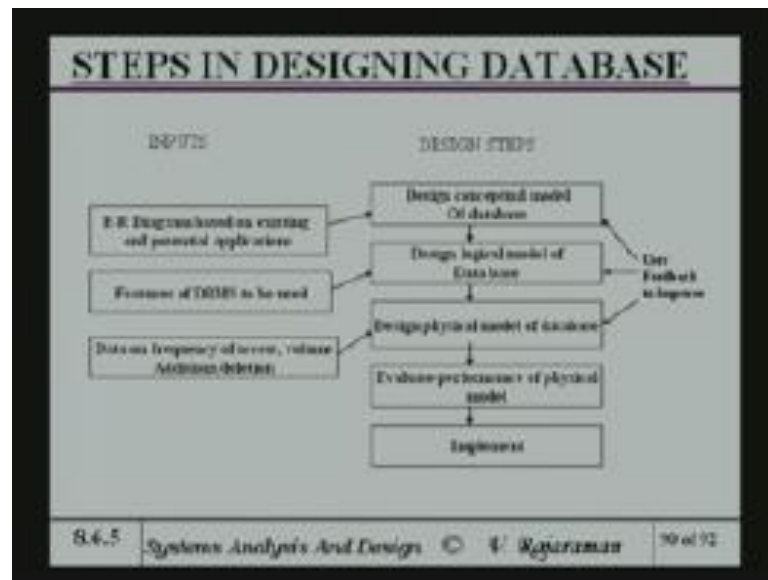 STEPS IN DESIGNING DATABASE
INPUTS
DESIGN STEPS
E-R Diagram based on existing
and potential Applications
Features of DBMS to be used
Data on frequency of access, volume
Additions deletion
Design conceptual model
Of database
Design logical model of
Data base
Design physical model of database
Evaluate performance of physical
model
Implement
User
Feedback
to Improve
8.4.5
Systems Analysis And Design © V Rajaraman
90 of 92